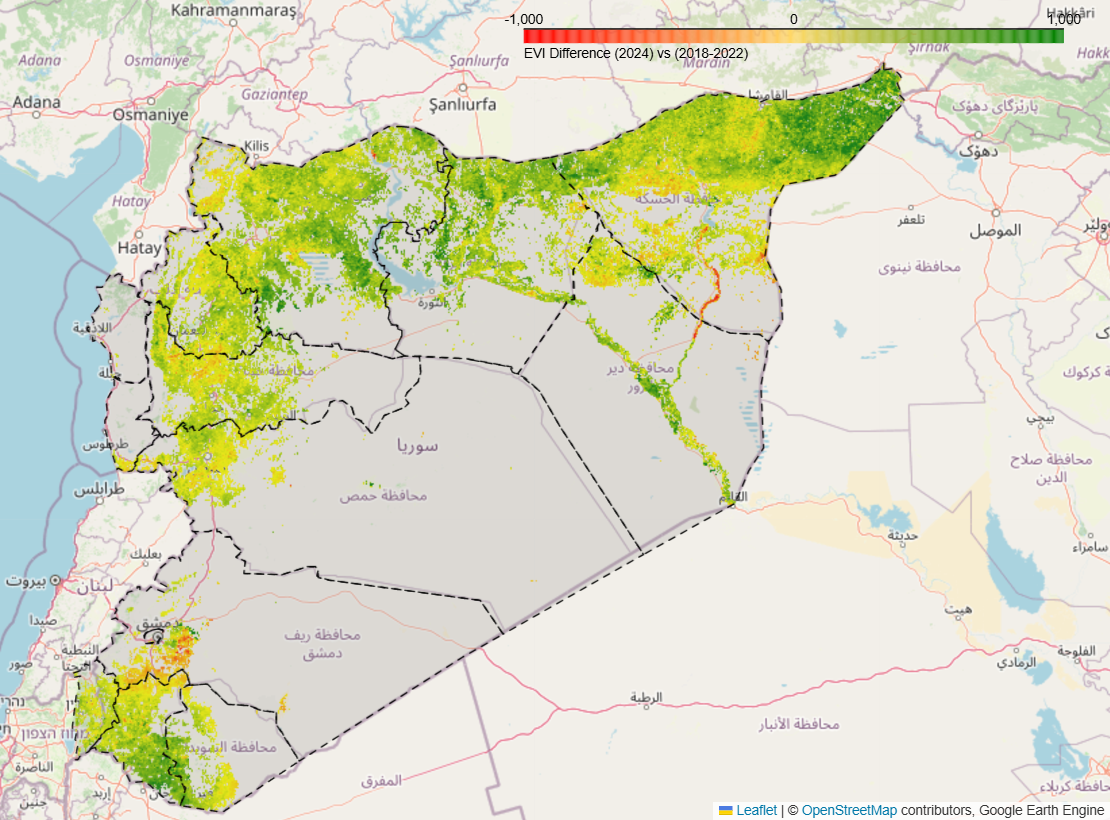 Kahramanmaraş
Hakkâri
-1,000
0
1,000
EVI Difference (2024) vs (2018-2022)
Şırnak
Mardin
Adana
Osmaniye
Şanlıurfa
Gaziantep
Adana
Osmaniye
Şanlıurfa
القامشلي
پارێزگای دهۆک
Kilis
دهۆک
Hatay
محافظة الحسكة
تلعفر
الموصل
Hatay
محافظة نينوى
الثورة
اللاذقية
جبلة
محافظة حماة
محافظة دير
الزور
كركوك
بيجي
سوريا
طرطوس
محافظة صلاح
الدين
طرابلس
محافظة حمص
القائم
حديثة
سامراء
بعلبك
بيروت
لبنان
هيت
صيدا
دمشق
محافظة ريف
دمشق
النبطية
صور
الفلوجة
الرمادي
الرطبة
محافظة الأنبار
מחוז הצפון
محافظة السويداء
الناصرة
المفرق
إربد
جنين
محافظة كربلاء
Leaflet | © OpenStreetMap contributors, Google Earth Engine